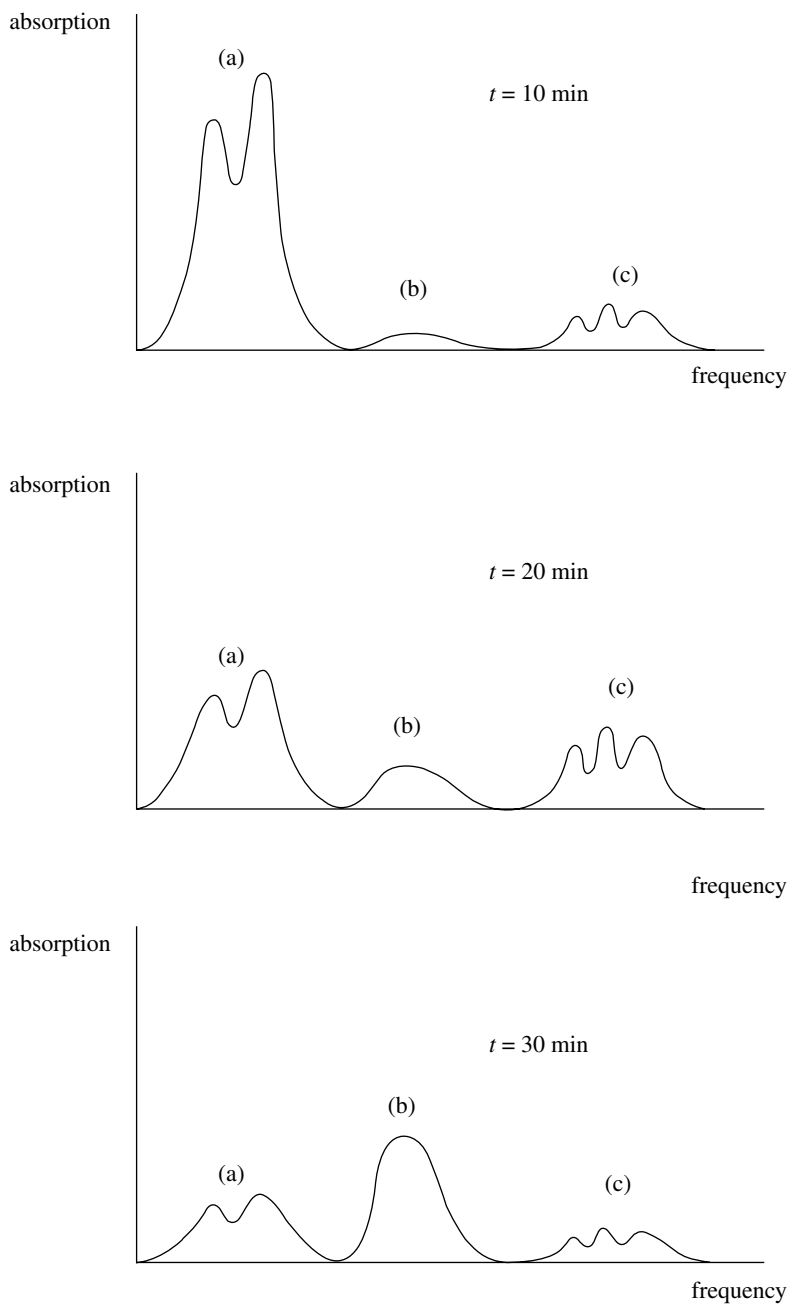 absorption
(a)
t = 10 min
(b)
(c)
frequency
absorption
t = 20 min
(a)
(b)
(c)
frequency
absorption
t = 30 min
(b)
(a)
(c)
frequency